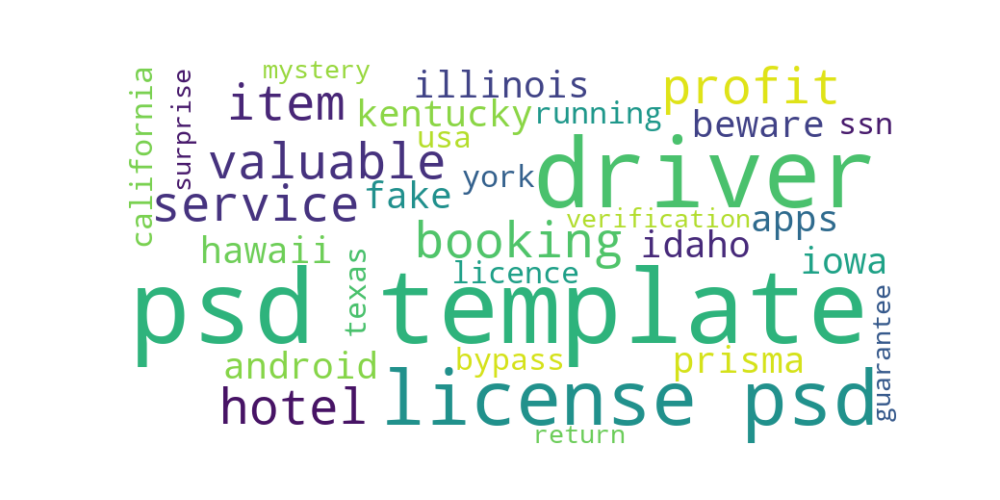 mystery
illinois
profit
california
surprise
item
kentucky
running
beware
ssn
usa
driver
valuable
york
service
fake
verification
apps
hawaii
booking
idaho
iowa
texas
licence
psd template
guarantee
android
bypass
prisma
hotel
license psd
return